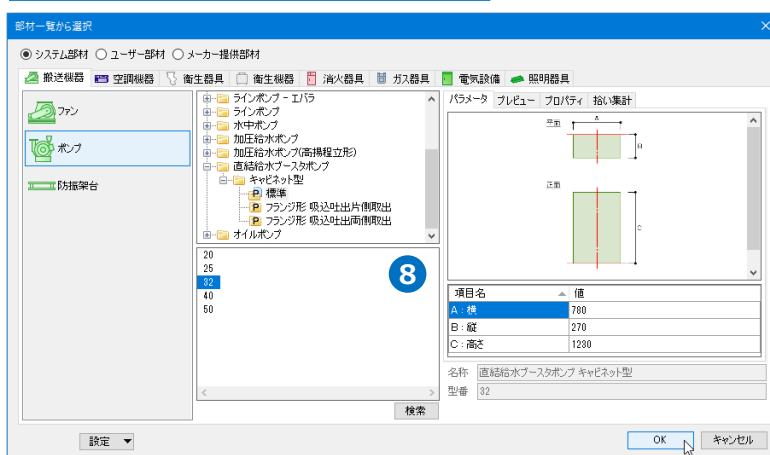 部材一覧から選択
システム部材 ユーザー部材 メーカー提供部材
搬送機器 空調機器 衛生器具 衛生機器 消火器具 ガス器具 電気設備 照明器具
ファン
ポンプ
防振架台
ラインポンプ - エバラ
ラインポンプ
水中ポンプ
加圧給水ポンプ
加圧給水ポンプ(高揚程立形)
直結給水ブースタポンプ
キャビネット型
標準
フランジ形 吸込吐出片側取出
フランジ形 吸込吐出両側取出
オイルポンプ
20
25
32
40
50
8
検索
パラメータ プレビュー プロパティ 拾い集計
平面 A
B
正面
C
項目名 値
A : 横 780
B : 縦 270
C : 高さ 1230
名称 直結給水ブースタポンプ キャビネット型
型番 32
設定 OK キャンセル